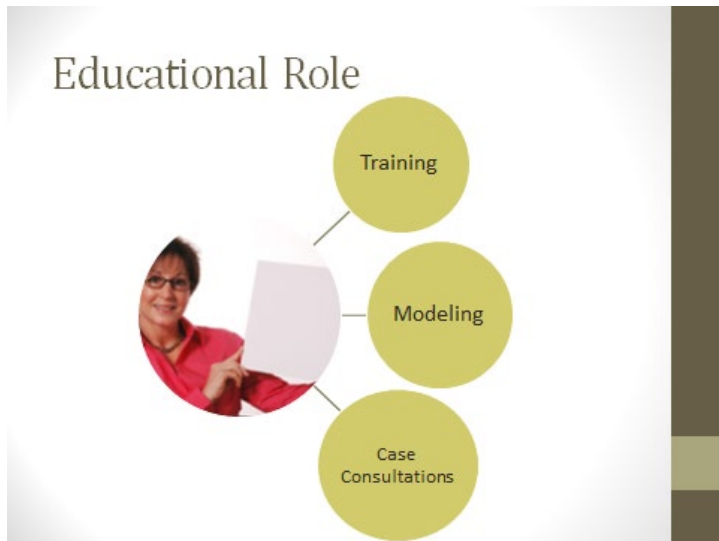 Educational Role
Training
Modeling
Case
Consultations